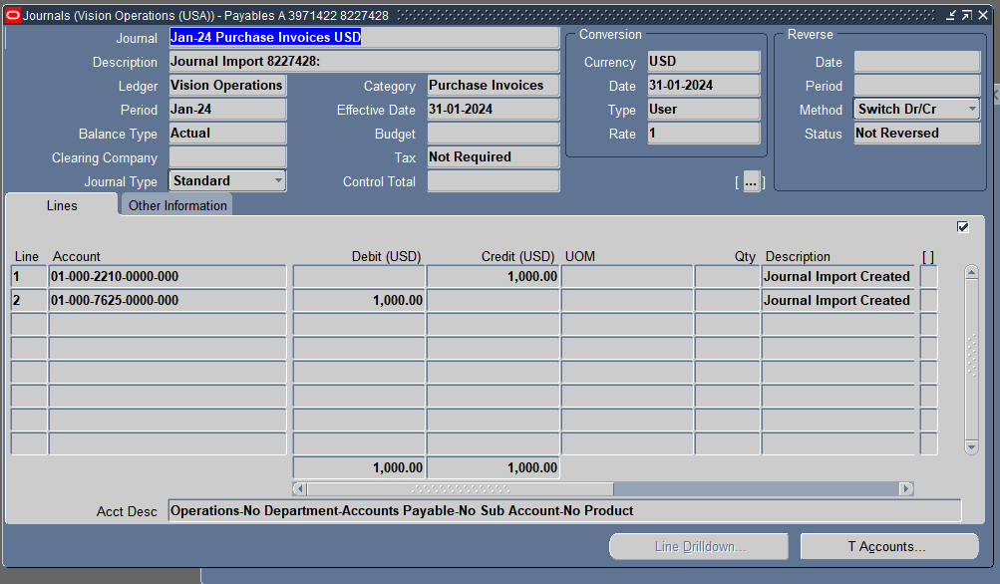 Journals (Vision Operations (USA)) - Payables A 3971422 8227428
Journal Jan-24 Purchase Invoices USD
Description Journal Import 8227428:
Ledger Vision Operations Category Purchase Invoices
Period Jan-24 Effective Date 31-01-2024
Balance Type Actual Budget
Clearing Company Tax Not Required
Journal Type Standard Control Total
Conversion
Currency USD
Date 31-01-2024
Type User
Rate 1
Reverse
Date
Period
Method Switch Dr/Cr
Status Not Reversed
[ ... ]
Lines Other Information
Line Account Debit (USD) Credit (USD) UOM Qty Description [ ]
1 01-000-2210-0000-000 1,000.00 Journal Import Created
2 01-000-7625-0000-000 1,000.00 Journal Import Created
1,000.00 1,000.00
Acct Desc Operations-No Department-Accounts Payable-No Sub Account-No Product
Line Drilldown...
T Accounts...